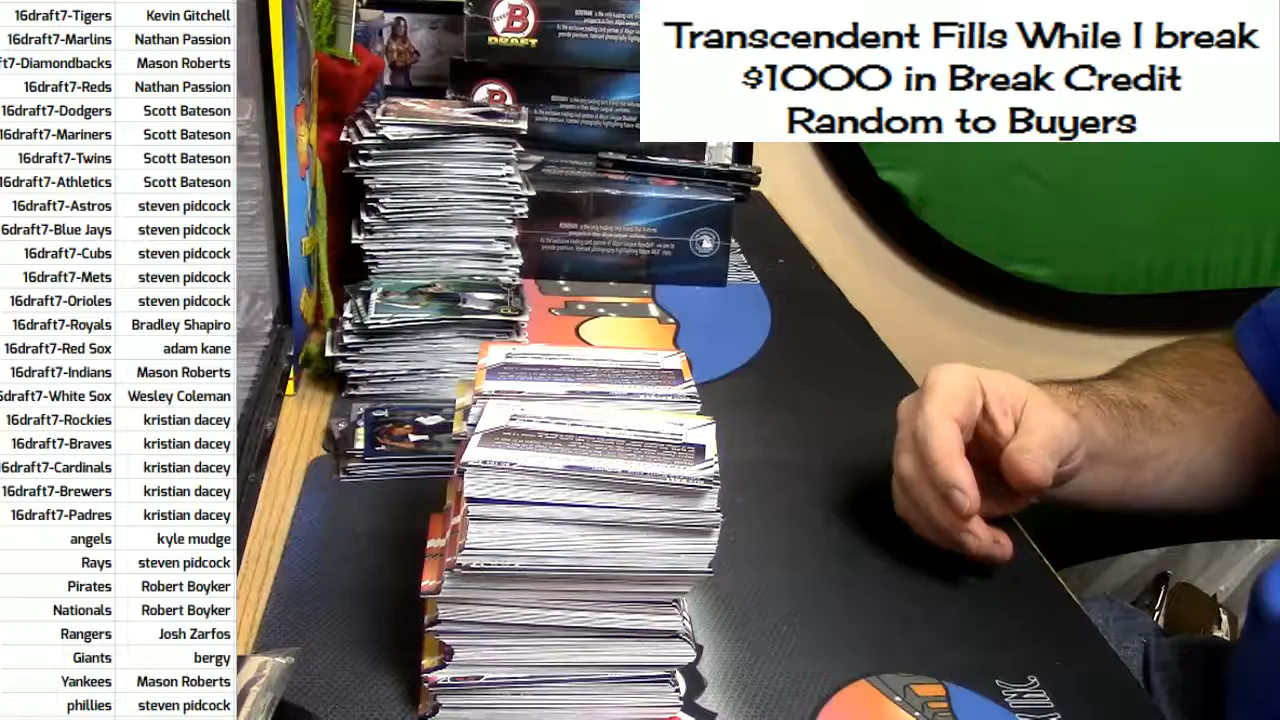 16draft7-Tigers Kevin Gitchell
16draft7-Marlins Nathan Passion
ft7-Diamondbacks Mason Roberts
16draft7-Reds Nathan Passion
16draft7-Dodgers Scott Bateson
16draft7-Mariners Scott Bateson
16draft7-Twins Scott Bateson
16draft7-Athletics Scott Bateson
16draft7-Astros steven pidcock
6draft7-Blue Jays steven pidcock
16draft7-Cubs steven pidcock
16draft7-Mets steven pidcock
16draft7-Orioles steven pidcock
16draft7-Royals Bradley Shapiro
16draft7-Red Sox adam kane
16draft7-Indians Mason Roberts
6draft7-White Sox Wesley Coleman
16draft7-Rockies kristian dacey
16draft7-Braves kristian dacey
16draft7-Cardinals kristian dacey
16draft7-Brewers kristian dacey
16draft7-Padres kristian dacey
angels kyle mudge
Rays steven pidcock
Pirates Robert Boyker
Nationals Robert Boyker
Rangers Josh Zarfos
Giants bergy
Yankees Mason Roberts
phillies steven pidcock
Transcendent Fills While I break
$1000 in Break Credit
Random to Buyers
B
DRAFT
B
INC